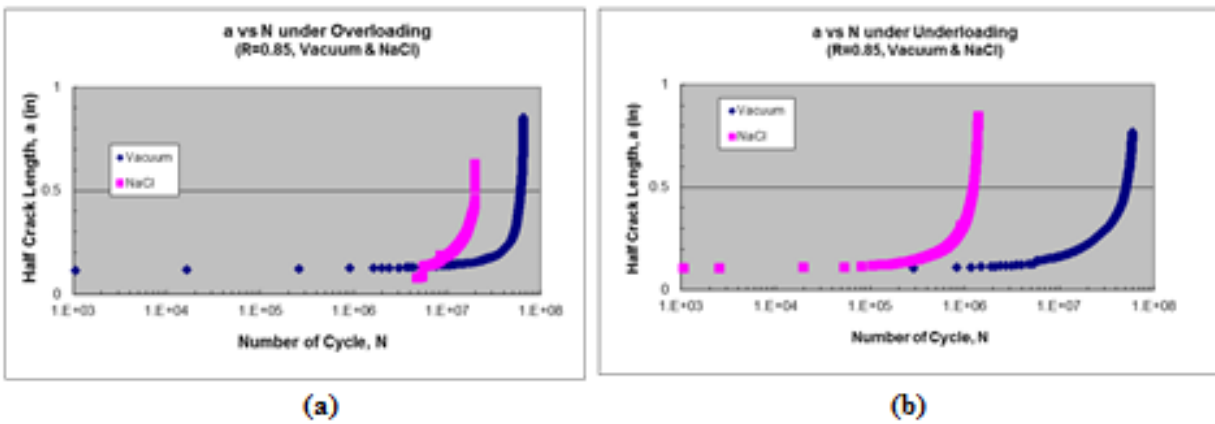 a vs N under Overloading
(R=0.85, Vacuum & NaCl)
Half Crack Length, a (in)
1
0.5
0
Vacuum
NaCl
1.E+03
1.E+04
1.E+05
1.E+06
1.E+07
1.E+08
Number of Cycle, N
(a)
a vs N under Underloading
(R=0.85, Vacuum & NaCl)
Half Crack Length, a (in)
1
0.5
0
Vacuum
NaCl
1.E+03
1.E+04
1.E+05
1.E+06
1.E+07
1.E+08
Number of Cycle, N
(b)